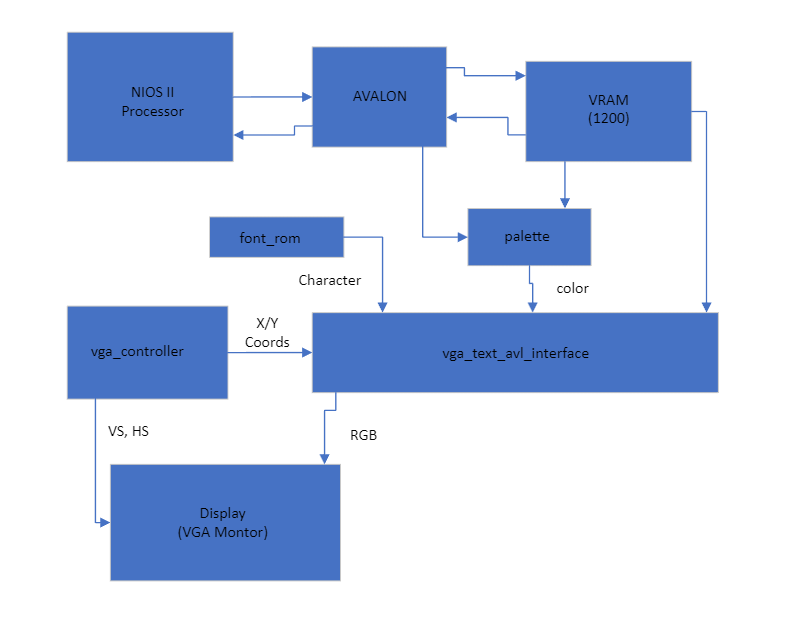 NIOS II
Processor
AVALON
VRAM
(1200)
font_rom
palette
Character
color
X/Y
Coords
vga_controller
vga_text_avl_interface
VS, HS
RGB
Display
(VGA Montor)